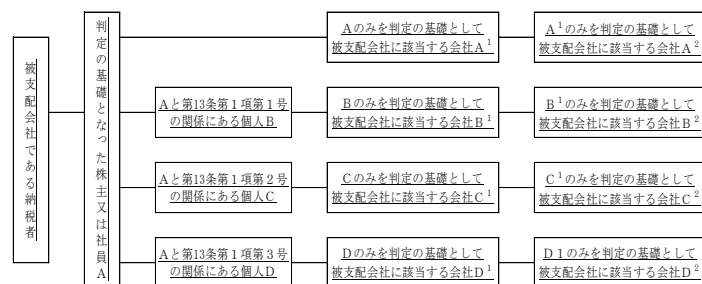 被支配会社である納税者
判定の基礎となった株主又は社員A
Aのみを判定の基礎として
被支配会社に該当する会社A¹
A¹のみを判定の基礎として
被支配会社に該当する会社A²
Aと第13条第1項第1号
の関係にある個人B
Bのみを判定の基礎として
被支配会社に該当する会社B¹
B¹のみを判定の基礎として
被支配会社に該当する会社B²
Aと第13条第1項第2号
の関係にある個人C
Cのみを判定の基礎として
被支配会社に該当する会社C¹
C¹のみを判定の基礎として
被支配会社に該当する会社C²
Aと第13条第1項第3号
の関係にある個人D
Dのみを判定の基礎として
被支配会社に該当する会社D¹
D1のみを判定の基礎として
被支配会社に該当する会社D²